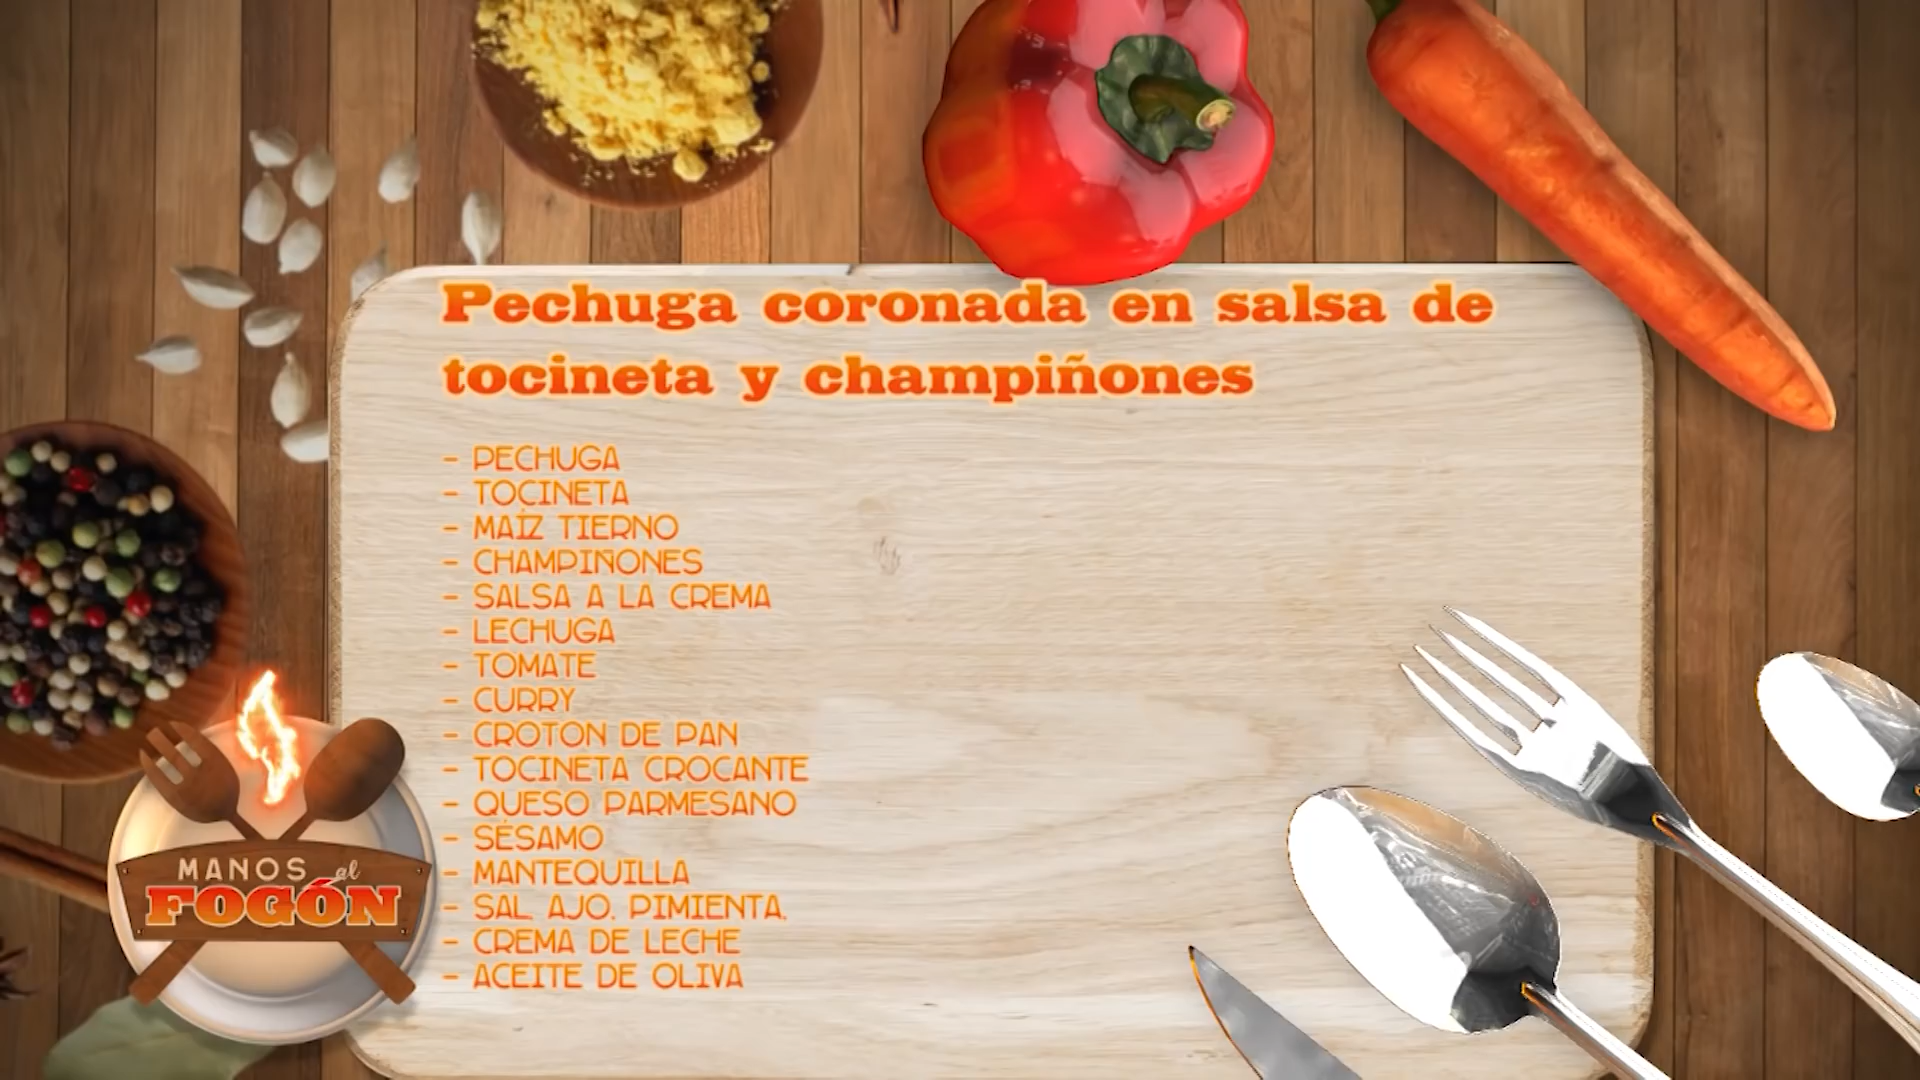 Pechuga coronada en salsa de
tocineta y champiñones
- PECHUGA
- TOCINETA
- MAÍZ TIERNO
- CHAMPIÑONES
- SALSA A LA CREMA
- LECHUGA
- TOMATE
- CURRY
- CROTON DE PAN
- TOCINETA CROCANTE
- QUESO PARMESANO
- SÉSAMO
- MANTEQUILLA
- SAL, AJO, PIMIENTA,
- CREMA DE LECHE
- ACEITE DE OLIVA
MANOS al
FOGÓN